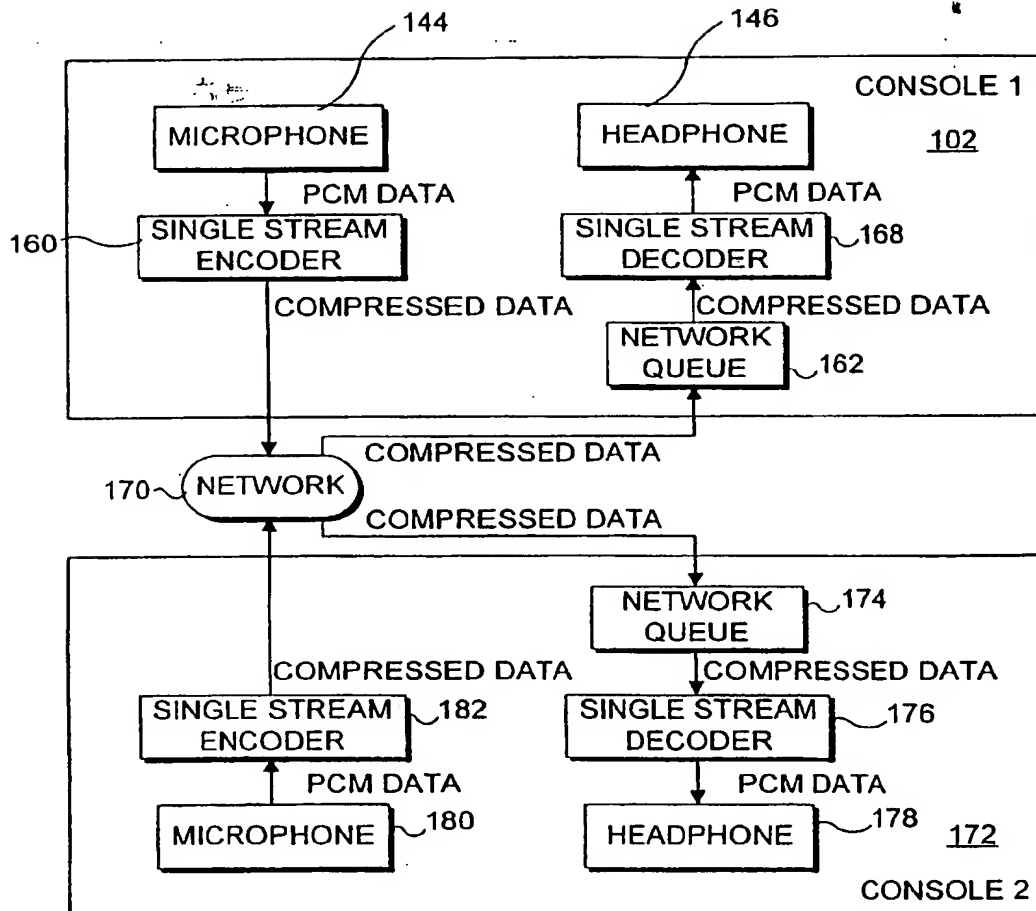 144
146
CONSOLE 1
MICROPHONE
HEADPHONE
102
PCM DATA
PCM DATA
160
SINGLE STREAM
ENCODER
SINGLE STREAM
DECODER
168
COMPRESSED DATA
COMPRESSED DATA
NETWORK
QUEUE
162
COMPRESSED DATA
170
NETWORK
COMPRESSED DATA
NETWORK
QUEUE
174
COMPRESSED DATA
COMPRESSED DATA
SINGLE STREAM
ENCODER
182
SINGLE STREAM
DECODER
176
PCM DATA
PCM DATA
MICROPHONE
180
HEADPHONE
178
172
CONSOLE 2